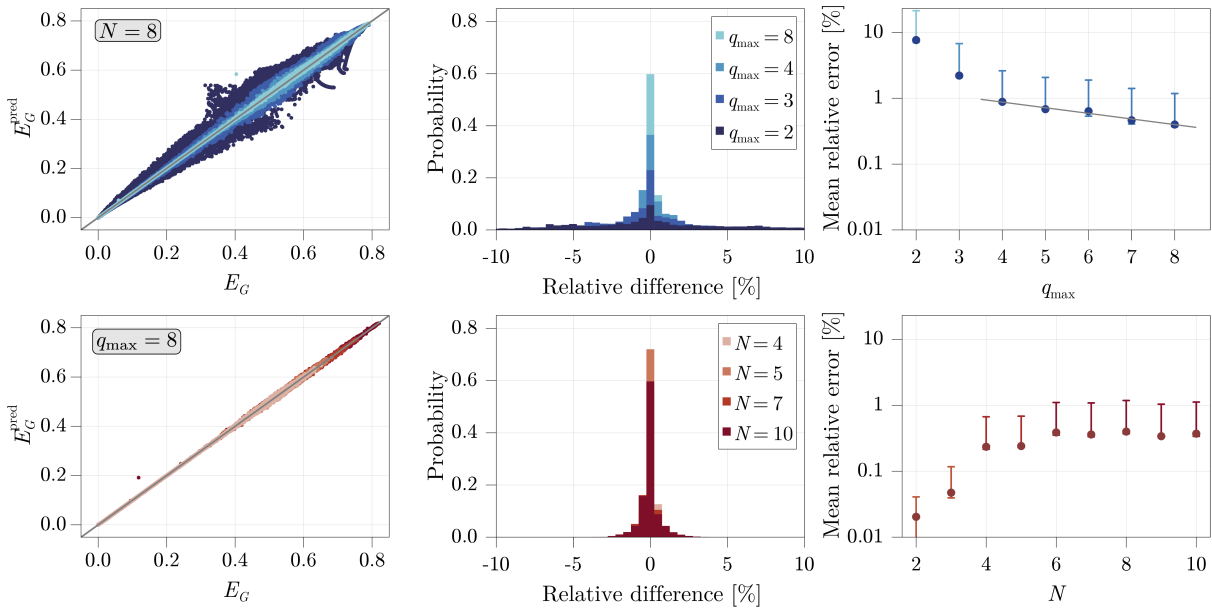 N = 8
0.8
0.6
0.4
0.2
0.0
E_G^pred
0.0 0.2 0.4 0.6 0.8
E_G
0.8
0.6
0.4
0.2
0.0
Probability
q_max = 8
q_max = 4
q_max = 3
q_max = 2
-10 -5 0 5 10
Relative difference [%]
10
1
0.1
0.01
Mean relative error [%]
2 3 4 5 6 7 8
q_max
q_max = 8
0.8
0.6
0.4
0.2
0.0
E_G^pred
0.0 0.2 0.4 0.6 0.8
E_G
0.8
0.6
0.4
0.2
0.0
Probability
N = 4
N = 5
N = 7
N = 10
-10 -5 0 5 10
Relative difference [%]
10
1
0.1
0.01
Mean relative error [%]
2 4 6 8 10
N